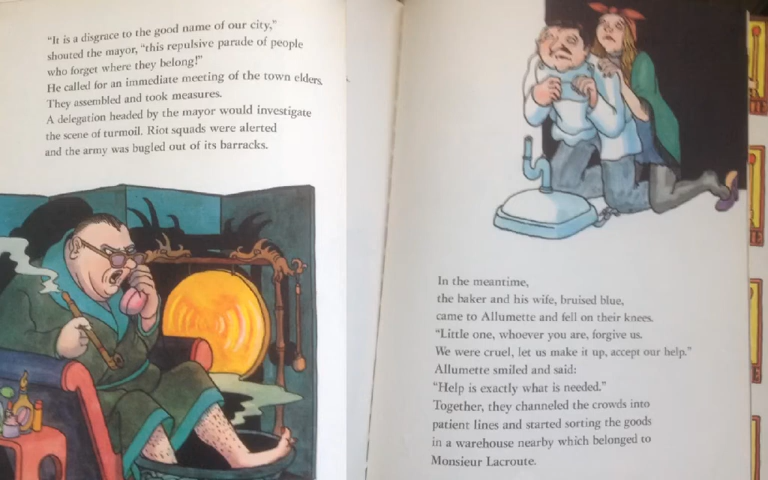 "It is a disgrace to the good name of our city,"
shouted the mayor, "this repulsive parade of people
who forget where they belong!"
He called for an immediate meeting of the town elders.
They assembled and took measures.
A delegation headed by the mayor would investigate
the scene of turmoil. Riot squads were alerted
and the army was bugled out of its barracks.
In the meantime,
the baker and his wife, bruised blue,
came to Allumette and fell on their knees.
"Little one, whoever you are, forgive us.
We were cruel, let us make it up, accept our help."
Allumette smiled and said:
"Help is exactly what is needed."
Together, they channeled the crowds into
patient lines and started sorting the goods
in a warehouse nearby which belonged to
Monsieur Lacroute.